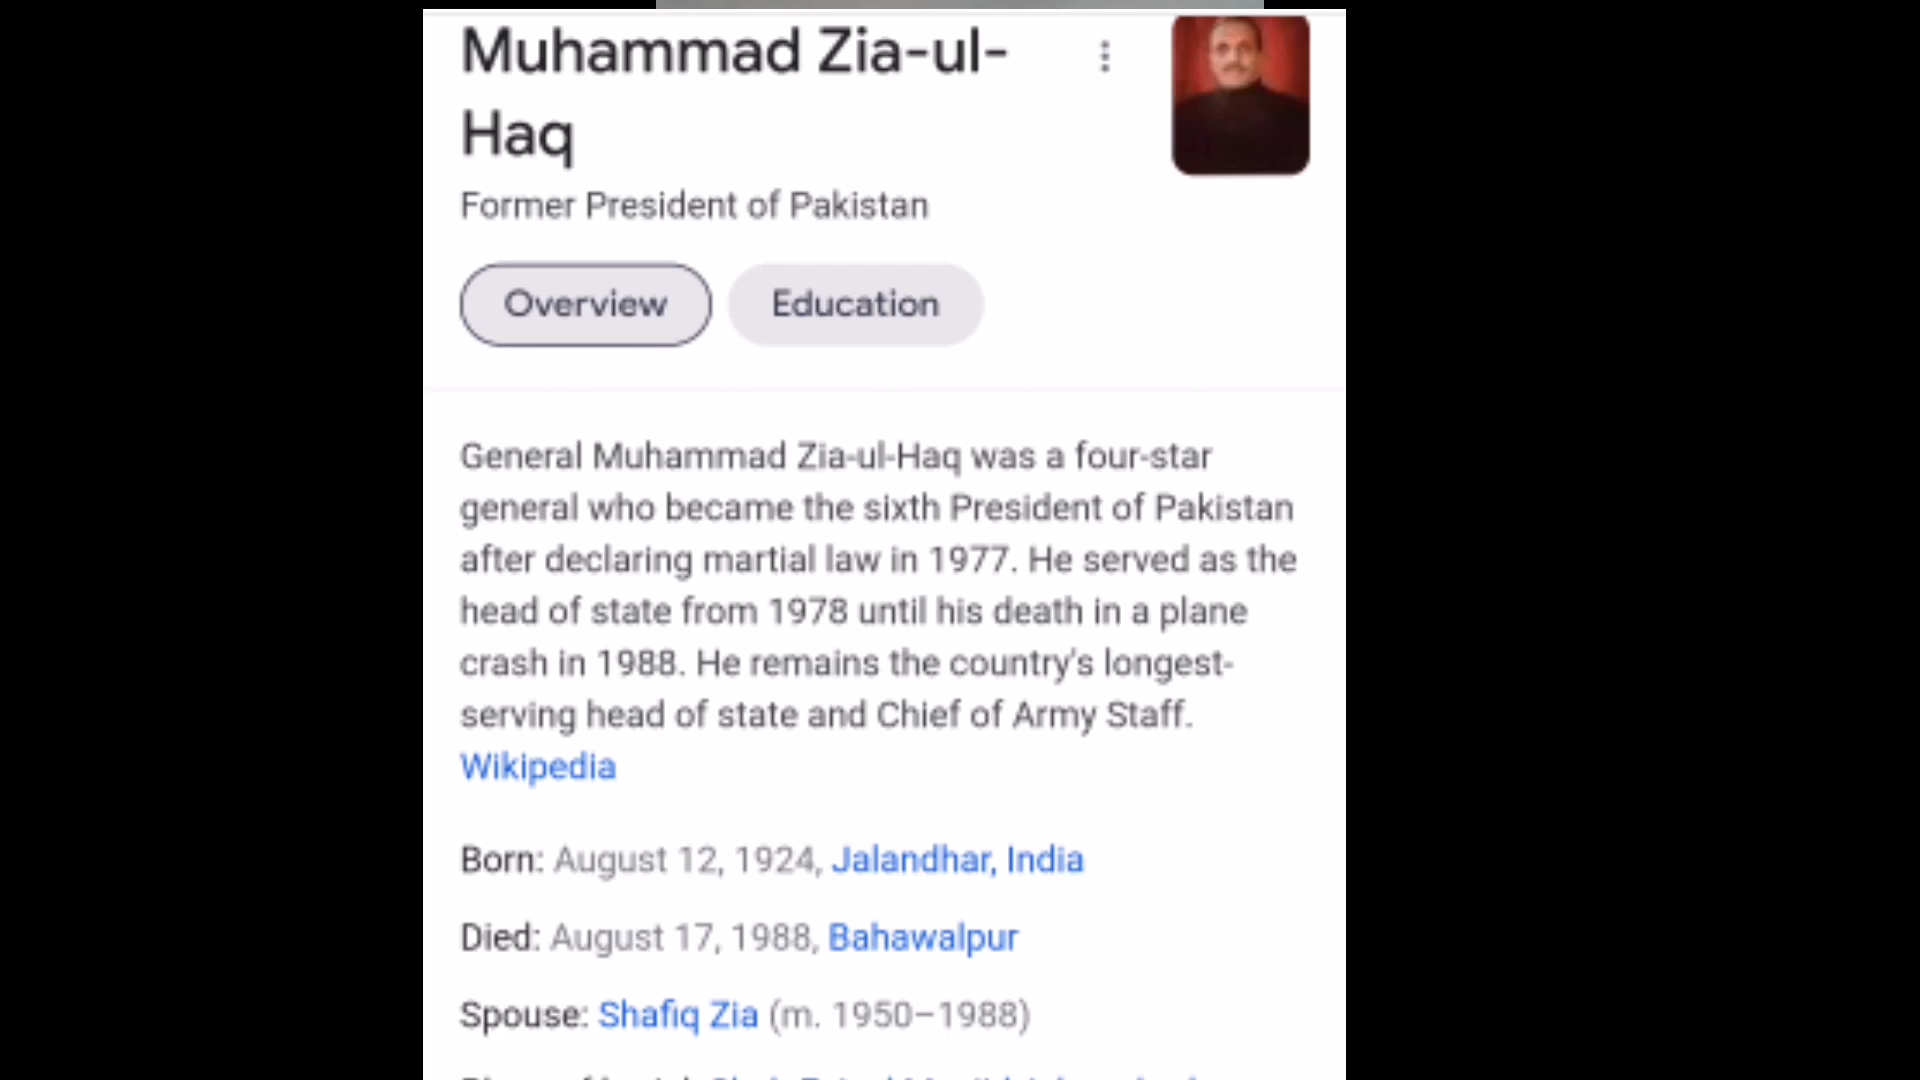 Muhammad Zia-ul-
Haq
Former President of Pakistan
Overview
Education
General Muhammad Zia-ul-Haq was a four-star
general who became the sixth President of Pakistan
after declaring martial law in 1977. He served as the
head of state from 1978 until his death in a plane
crash in 1988. He remains the country's longest-
serving head of state and Chief of Army Staff.
Wikipedia
Born: August 12, 1924, Jalandhar, India
Died: August 17, 1988, Bahawalpur
Spouse: Shafiq Zia (m. 1950–1988)